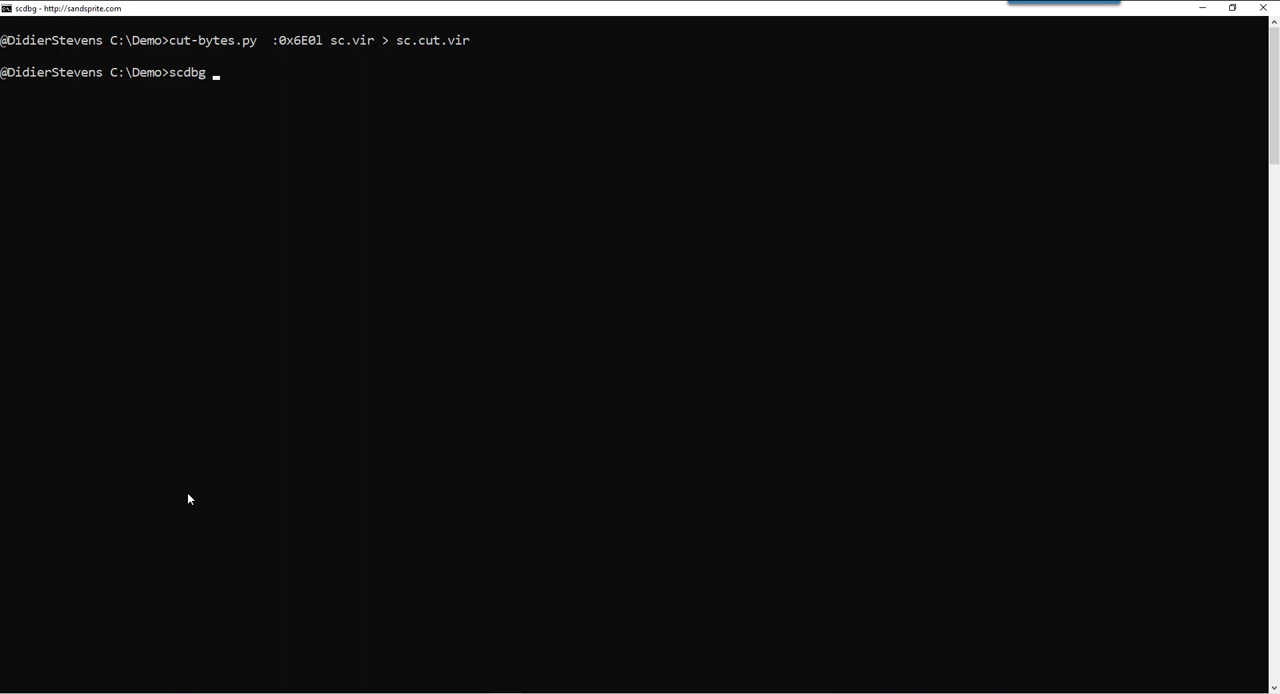 scdbg - http://sandsprite.com
@DidierStevens C:\Demo>cut-bytes.py  :0x6E0l sc.vir > sc.cut.vir
@DidierStevens C:\Demo>scdbg